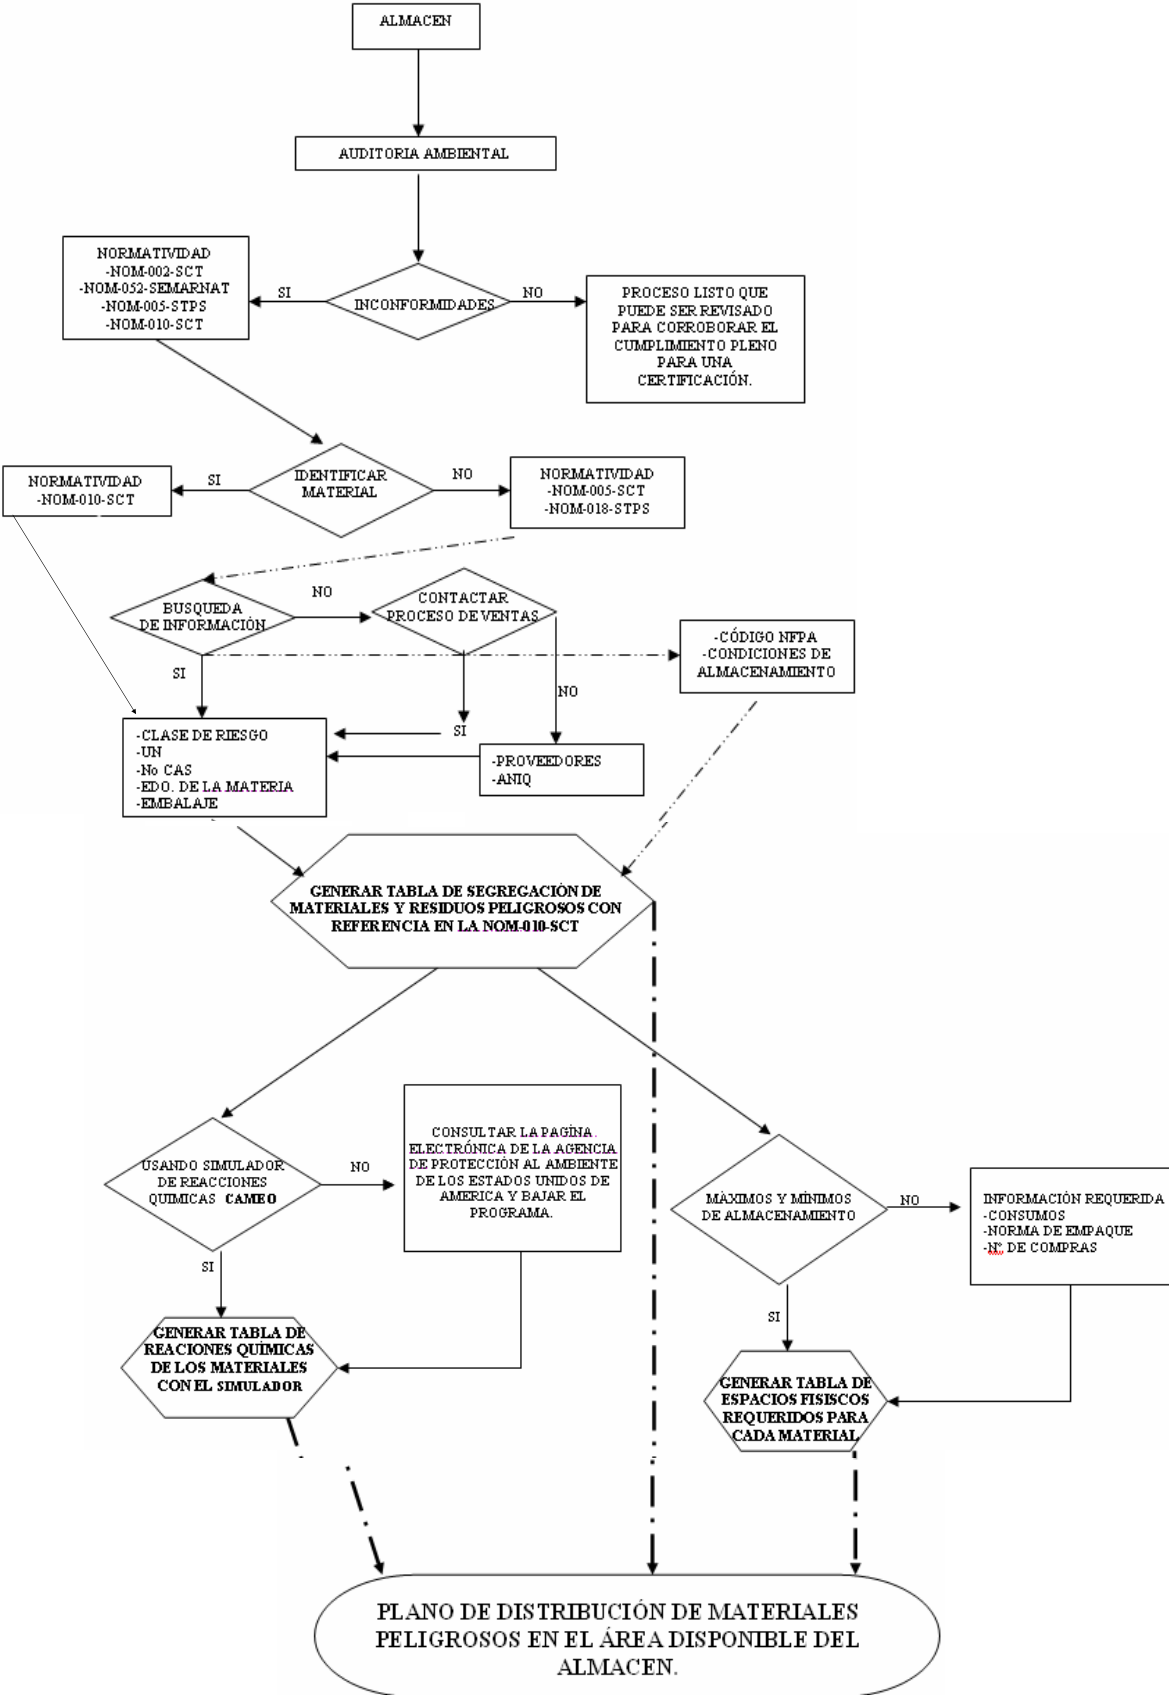 ALMACEN
AUDITORIA AMBIENTAL
NORMATIVIDAD
-NOM-002-SCT
-NOM-052-SEMARNAT
-NOM-005-STPS
-NOM-010-SCT
SI
INCONFORMIDADES
NO
PROCESO LISTO QUE
PUEDE SER REVISADO
PARA CORROBORAR EL
CUMPLIMIENTO PLENO
PARA UNA
CERTIFICACIÓN.
NORMATIVIDAD
-NOM-010-SCT
SI
IDENTIFICAR
MATERIAL
NO
NORMATIVIDAD
-NOM-005-SCT
-NOM-018-STPS
BUSQUEDA
DE INFORMACIÓN
NO
CONTACTAR
PROCESO DE VENTAS
-CÓDIGO NFPA
-CONDICIONES DE
ALMACENAMIENTO
SI
NO
SI
-CLASE DE RIESGO
-UN
-No CAS
-EDO. DE LA MATERIA
-EMBALAJE
-PROVEEDORES
-ANIQ
GENERAR TABLA DE SEGREGACIÓN DE
MATERIALES Y RESIDUOS PELIGROSOS CON
REFERENCIA EN LA NOM-010-SCT
USANDO SIMULADOR
DE REACCIONES
QUIMICAS CAMEO
NO
CONSULTAR LA PAGINA
ELECTRÓNICA DE LA AGENCIA
DE PROTECCIÓN AL AMBIENTE
DE LOS ESTADOS UNIDOS DE
AMERICA Y BAJAR EL
PROGRAMA.
MÁXIMOS Y MÍNIMOS
DE ALMACENAMIENTO
NO
INFORMACIÓN REQUERIDA
-CONSUMOS
-NORMA DE EMPAQUE
-N° DE COMPRAS
SI
SI
GENERAR TABLA DE
REACIONES QUÍMICAS
DE LOS MATERIALES
CON EL SIMULADOR
GENERAR TABLA DE
ESPACIOS FISISCOS
REQUERIDOS PARA
CADA MATERIAL
PLANO DE DISTRIBUCIÓN DE MATERIALES
PELIGROSOS EN EL ÁREA DISPONIBLE DEL
ALMACEN.